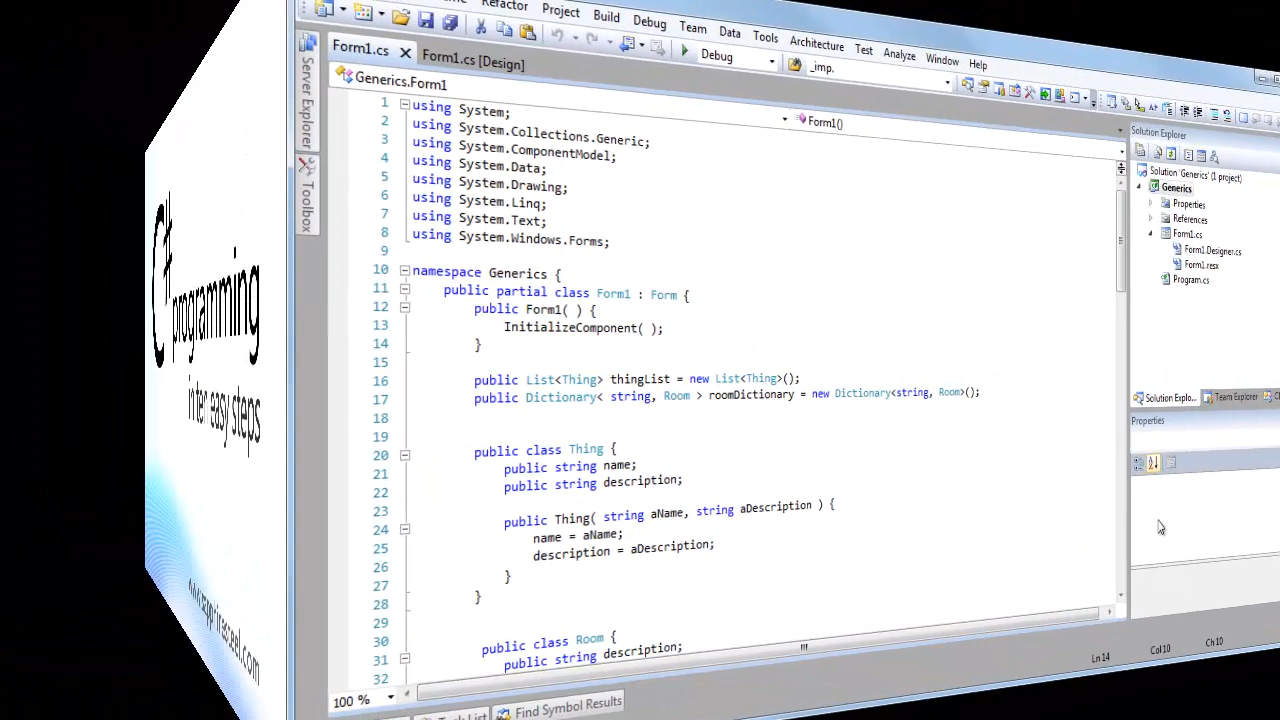 C#
programming
in ten easy steps
Refactor Project Build Debug Team Data Tools Architecture Test Analyze Window Help
Debug
_imp.
Form1.cs
Form1.cs [Design]
Server Explorer
Toolbox
Generics.Form1
Form1()
1 using System;
2 using System.Collections.Generic;
3 using System.ComponentModel;
4 using System.Data;
5 using System.Drawing;
6 using System.Linq;
7 using System.Text;
8 using System.Windows.Forms;
9
10 namespace Generics {
11 public partial class Form1 : Form {
12 public Form1( ) {
13 InitializeComponent( );
14 }
15
16 public List<Thing> thingList = new List<Thing>();
17 public Dictionary< string, Room > roomDictionary = new Dictionary<string, Room>();
18
19
20 public class Thing {
21 public string name;
22 public string description;
23
24 public Thing( string aName, string aDescription ) {
25 name = aName;
26 description = aDescription;
27 }
28 }
29
30 public class Room {
31 public string description;
32
100 %
Find Symbol Results
Solution Explorer
Solution 'Generics' (1 project)
Generics
Properties
References
Form1.cs
Form1.Designer.cs
Form1.resx
Program.cs
Solution Explo...
Team Explorer
Properties
Ln 14
Col 10
Ch 10